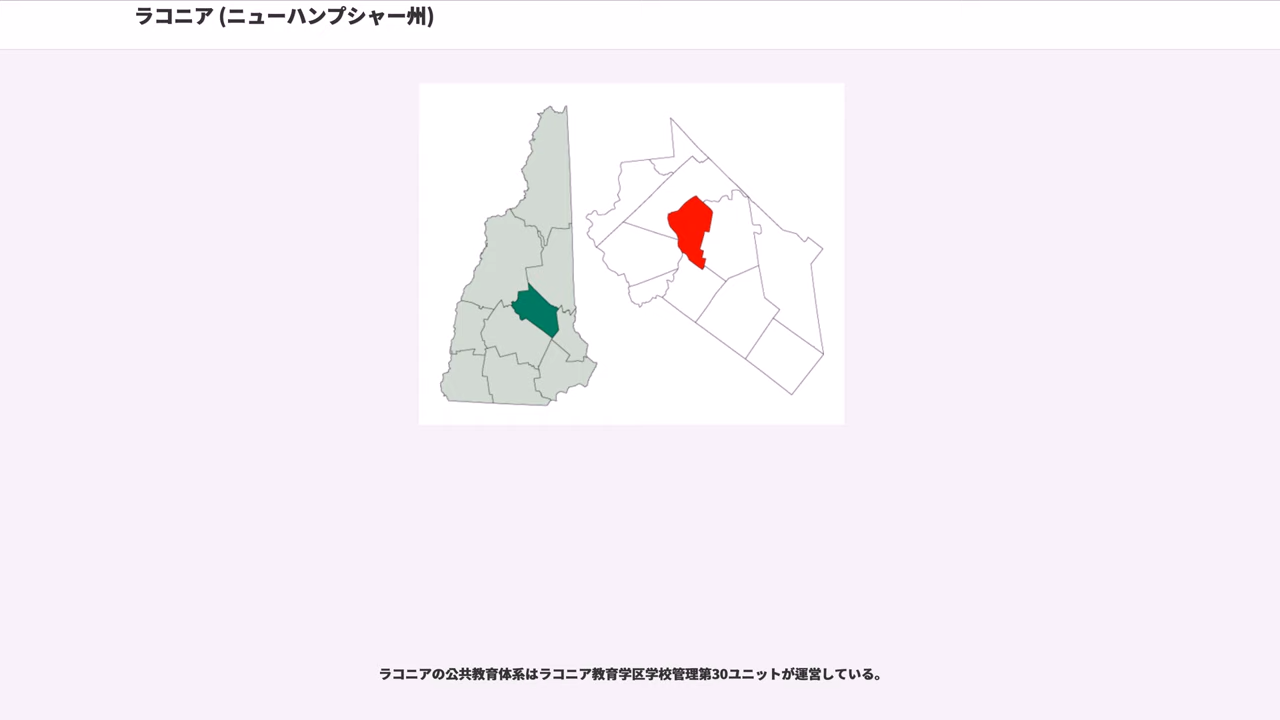 ラコニア (ニューハンプシャー州)
ラコニアの公共教育体系はラコニア教育学区学校管理第30ユニットが運営している。